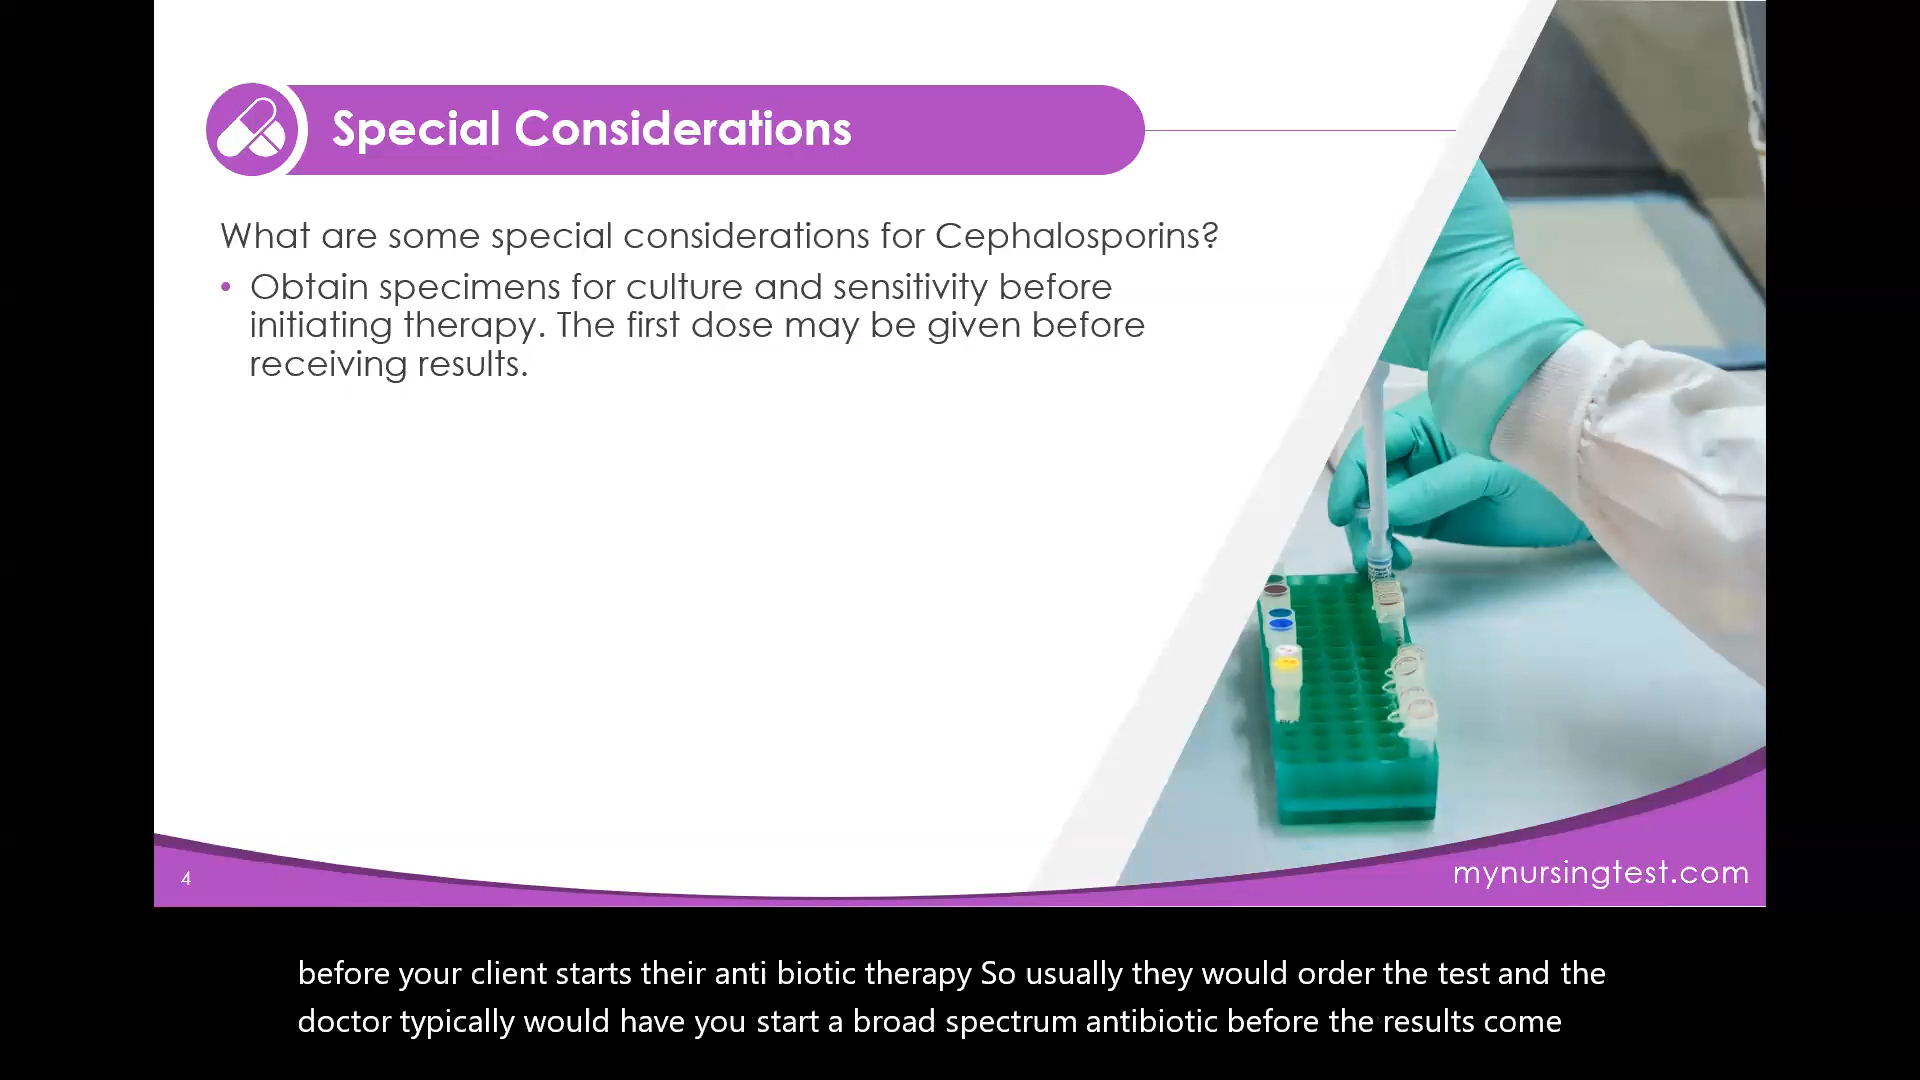 Special Considerations
What are some special considerations for Cephalosporins?
• Obtain specimens for culture and sensitivity before
initiating therapy. The first dose may be given before
receiving results.
4
mynursingtest.com
before your client starts their anti biotic therapy So usually they would order the test and the
doctor typically would have you start a broad spectrum antibiotic before the results come